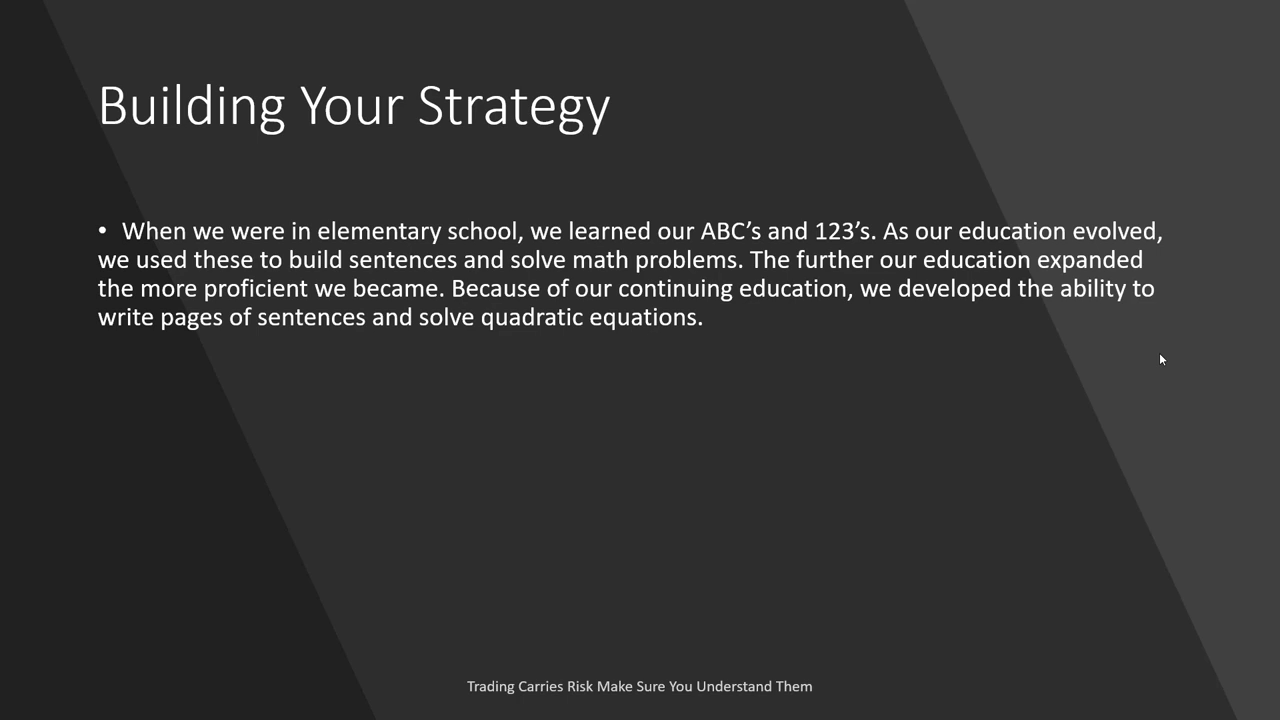 Building Your Strategy
• When we were in elementary school, we learned our ABC’s and 123’s. As our education evolved,
we used these to build sentences and solve math problems. The further our education expanded
the more proficient we became. Because of our continuing education, we developed the ability to
write pages of sentences and solve quadratic equations.
Trading Carries Risk Make Sure You Understand Them